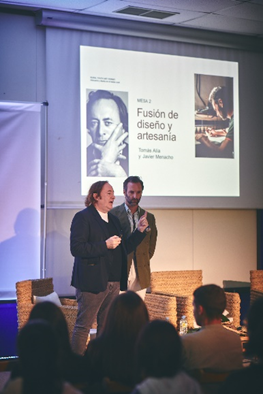 MESA 2
Fusión de
diseño y
artesanía
Tomás Alía
y Javier Menacho